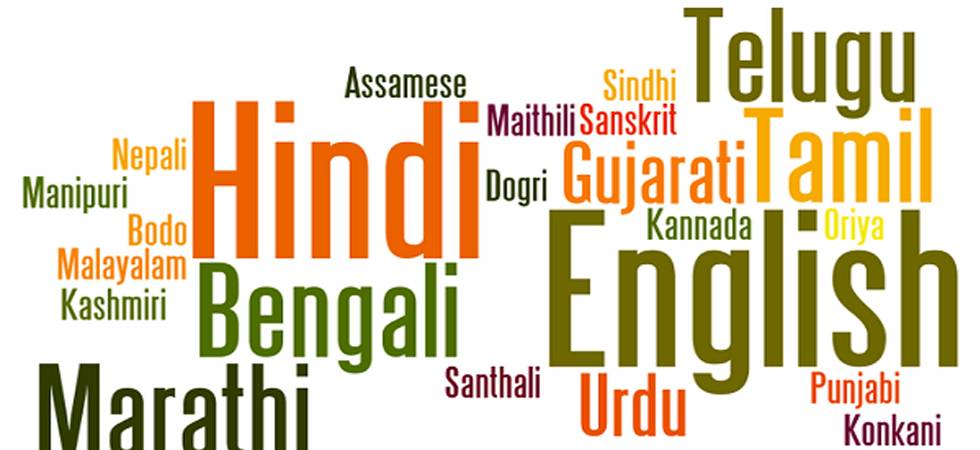 Telugu
Assamese
Sindhi
Hindi
Maithili
Sanskrit
Tamil
Nepali
Gujarati
Manipuri
Dogri
Bodo
Kannada
Oriya
English
Malayalam
Bengali
Kashmiri
Marathi
Santhali
Urdu
Punjabi
Konkani